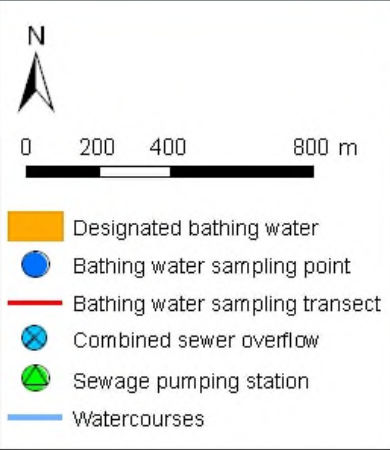 N
0 200 400 800 m
Designated bathing water
Bathing water sampling point
Bathing water sampling transect
Combined sewer overflow
Sewage pumping station
Watercourses